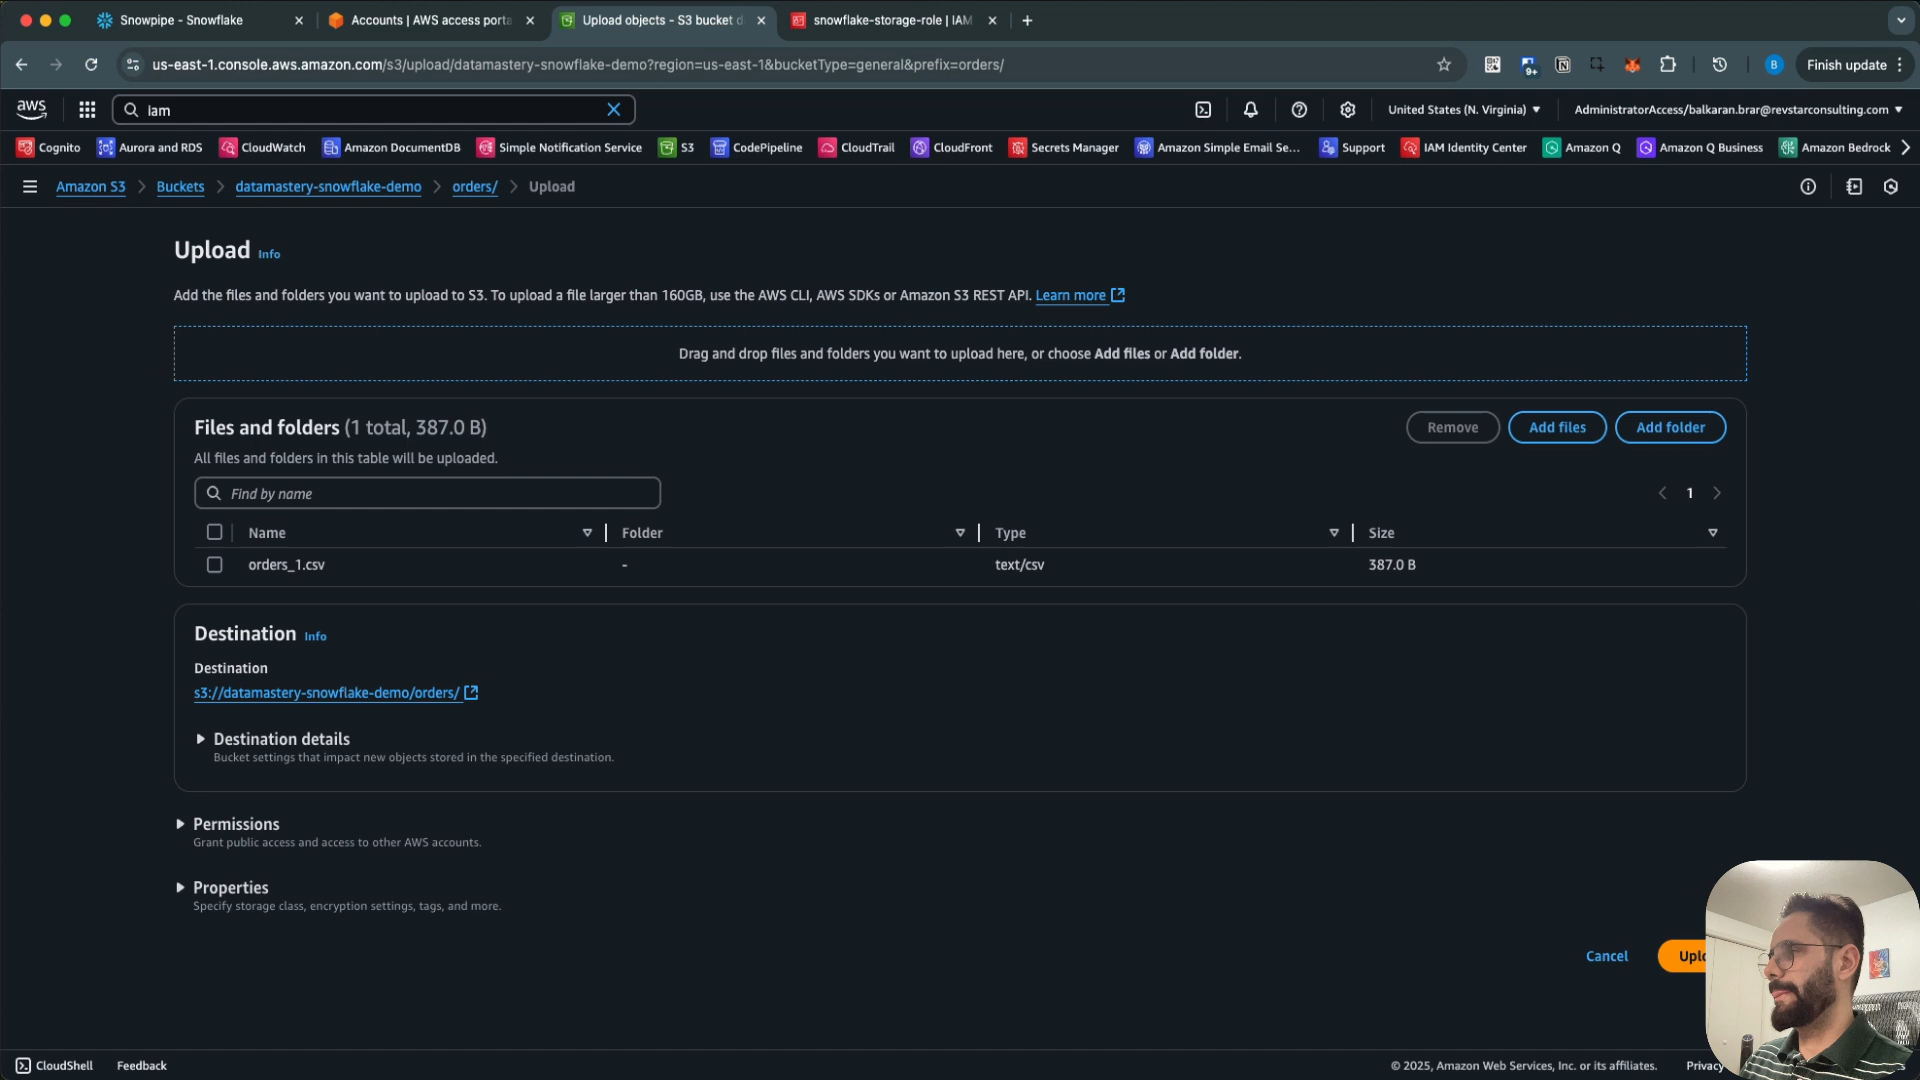 Snowpipe - Snowflake
Accounts | AWS access porta
Upload objects - S3 bucket d
snowflake-storage-role | IAM
us-east-1.console.aws.amazon.com/s3/upload/datamastery-snowflake-demo?region=us-east-1&bucketType=general&prefix=orders/
9+
B
Finish update
aws
iam
United States (N. Virginia)
AdministratorAccess/balkaran.brar@revstarconsulting.com
Cognito
Aurora and RDS
CloudWatch
Amazon DocumentDB
Simple Notification Service
S3
CodePipeline
CloudTrail
CloudFront
Secrets Manager
Amazon Simple Email Se...
Support
IAM Identity Center
Amazon Q
Amazon Q Business
Amazon Bedrock
Amazon S3
Buckets
datamastery-snowflake-demo
orders/
Upload
Upload
Info
Add the files and folders you want to upload to S3. To upload a file larger than 160GB, use the AWS CLI, AWS SDKs or Amazon S3 REST API. Learn more
Drag and drop files and folders you want to upload here, or choose Add files or Add folder.
Files and folders (1 total, 387.0 B)
Remove
Add files
Add folder
All files and folders in this table will be uploaded.
Find by name
1
Name
Folder
Type
Size
orders_1.csv
-
text/csv
387.0 B
Destination
Info
Destination
s3://datamastery-snowflake-demo/orders/
Destination details
Bucket settings that impact new objects stored in the specified destination.
Permissions
Grant public access and access to other AWS accounts.
Properties
Specify storage class, encryption settings, tags, and more.
Cancel
Uplo
CloudShell
Feedback
© 2025, Amazon Web Services, Inc. or its affiliates.
Privacy